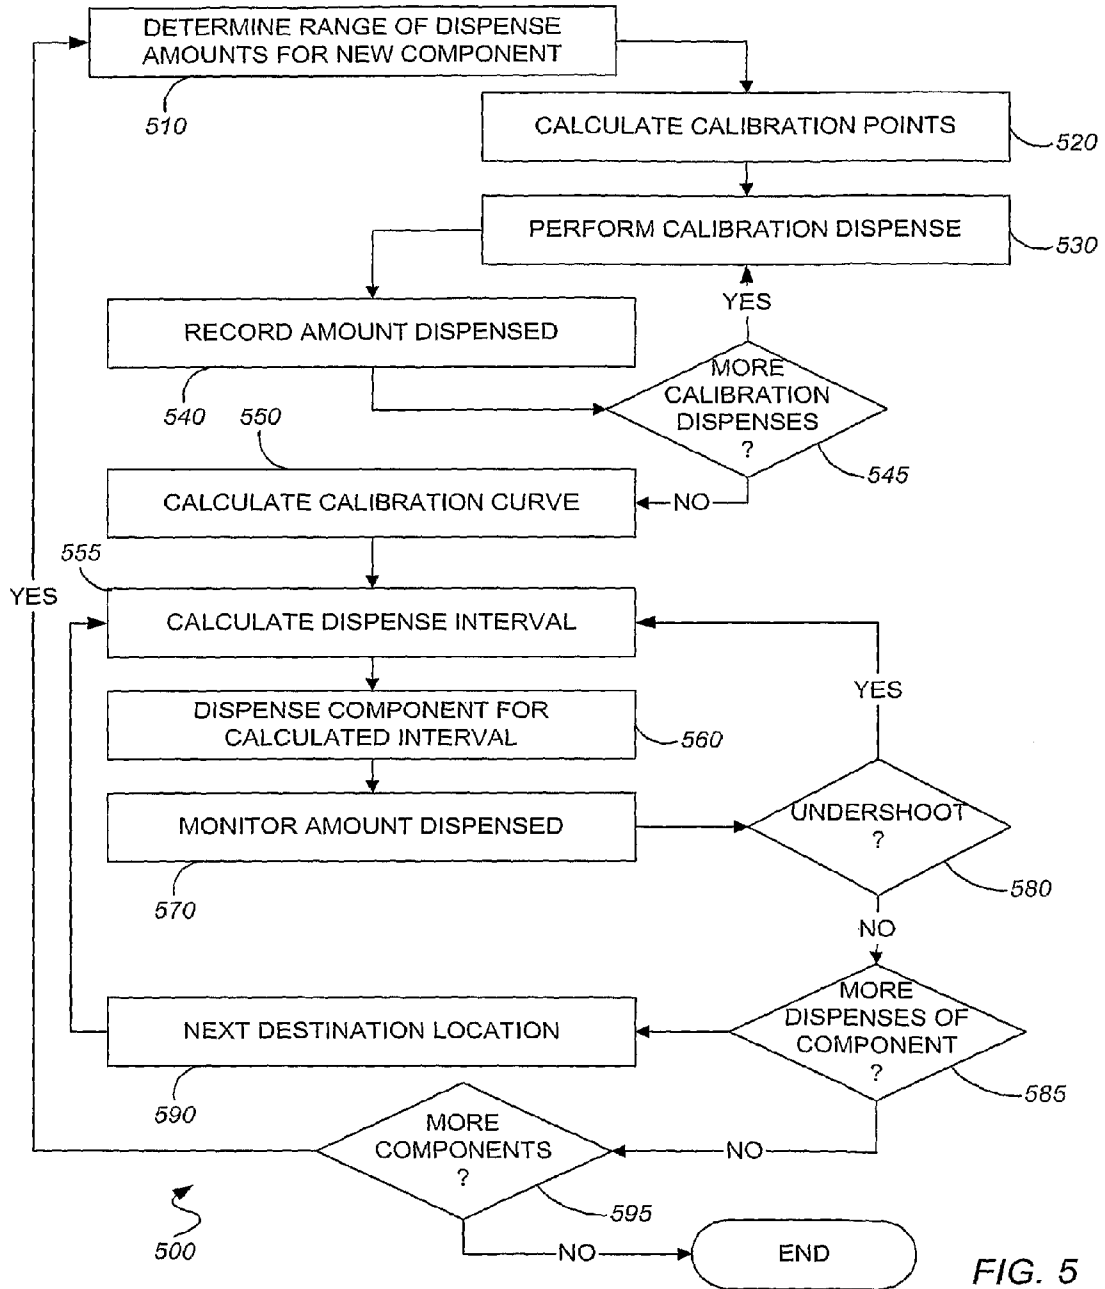 DETERMINE RANGE OF DISPENSE
AMOUNTS FOR NEW COMPONENT
510
CALCULATE CALIBRATION POINTS
520
PERFORM CALIBRATION DISPENSE
530
YES
RECORD AMOUNT DISPENSED
540
MORE
CALIBRATION
DISPENSES
?
545
550
CALCULATE CALIBRATION CURVE
NO
555
YES
CALCULATE DISPENSE INTERVAL
YES
DISPENSE COMPONENT FOR
CALCULATED INTERVAL
560
MONITOR AMOUNT DISPENSED
570
UNDERSHOOT
?
580
NO
MORE
DISPENSES OF
COMPONENT
?
585
NEXT DESTINATION LOCATION
590
MORE
COMPONENTS
?
595
NO
500
NO
END
FIG. 5